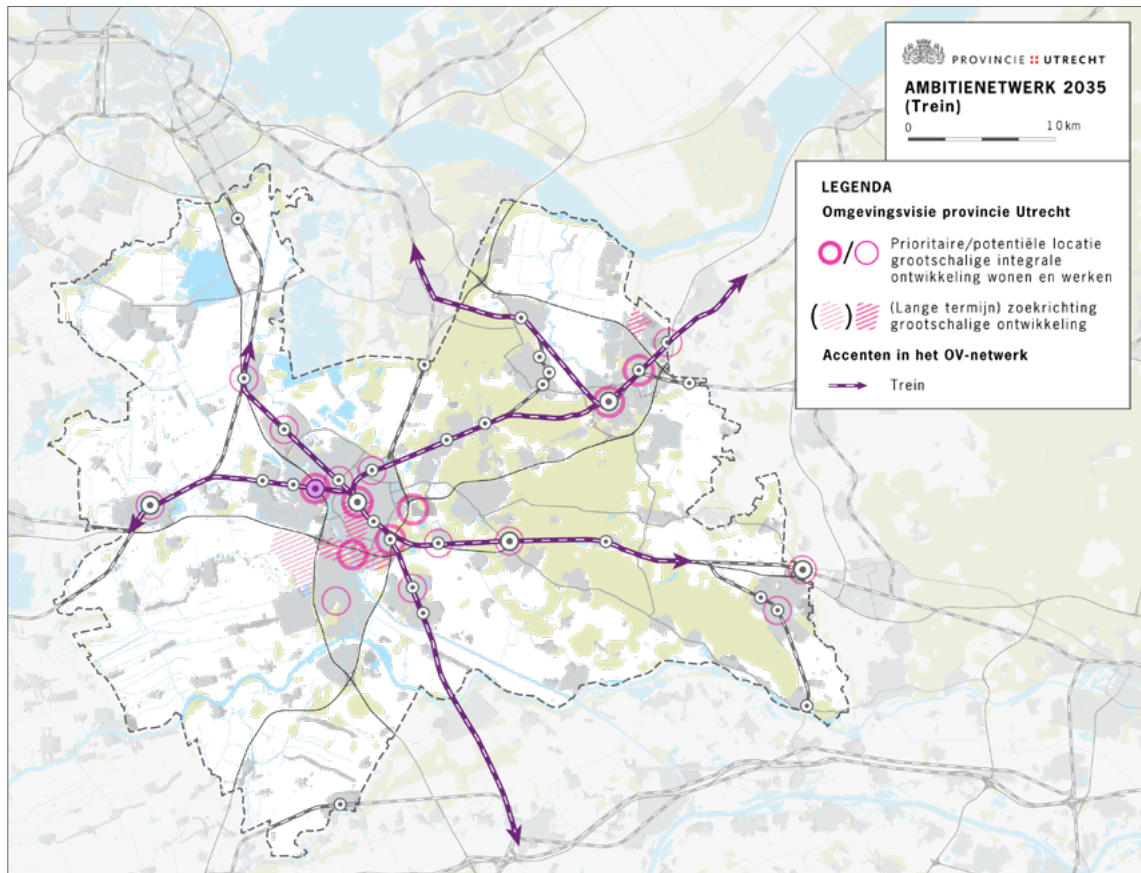 PROVINCIE UTRECHT
AMBITIENETWERK 2035
(Trein)
0 10km
LEGENDA
Omgevingsvisie provincie Utrecht
/ Prioritaire/potentiële locatie
grootschalige integrale
ontwikkeling wonen en werken
( ) (Lange termijn) zoekrichting
grootschalige ontwikkeling
Accenten in het OV-netwerk
Trein